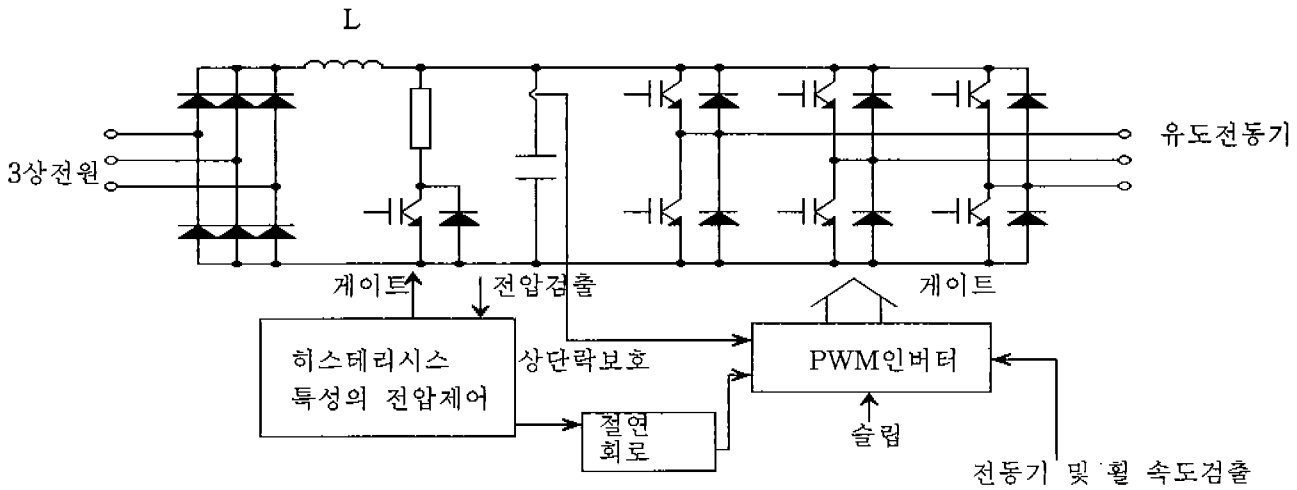 L
유도전동기
3상전원
게이트
전압검출
게이트
히스테리시스
특성의 전압제어
상단락보호
PWM인버터
절연
회로
슬립
전동기 및 휠 속도검출